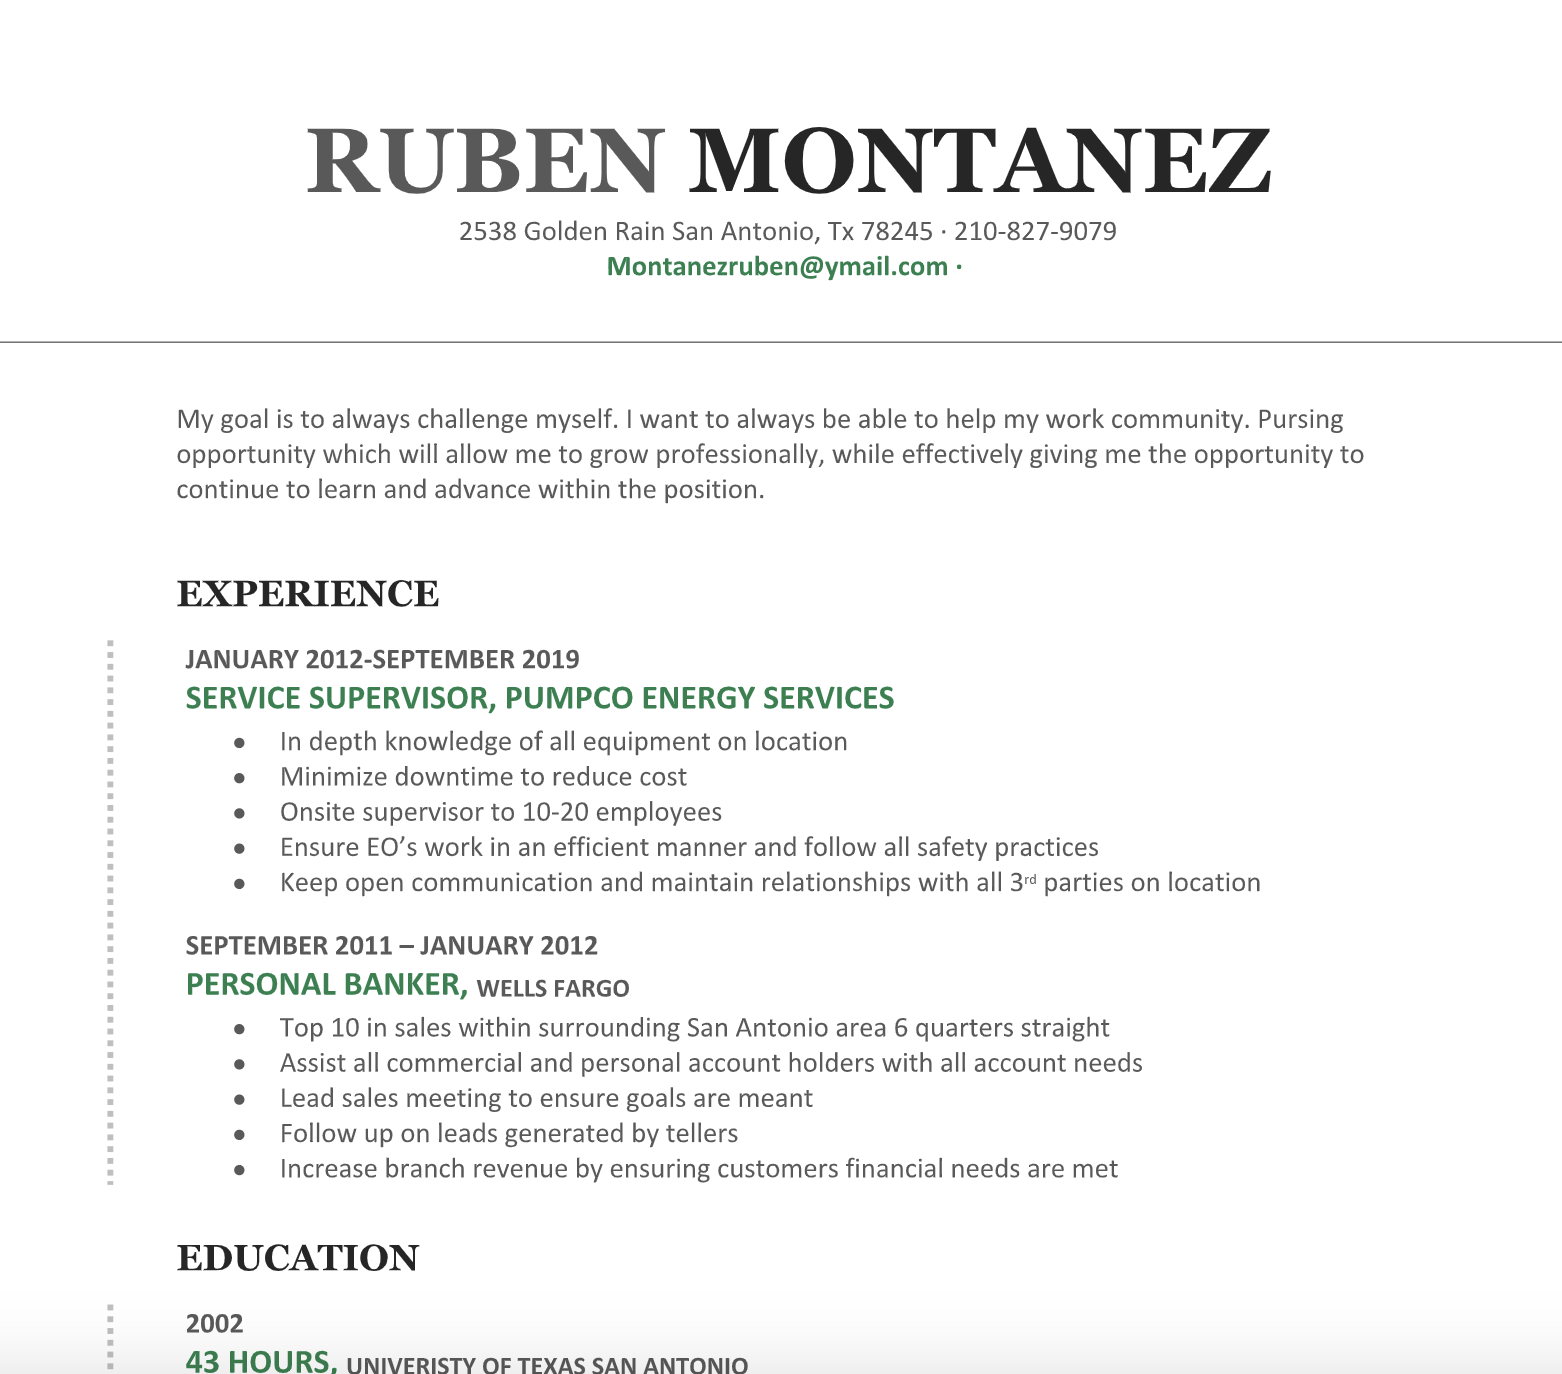 RUBEN MONTANEZ
2538 Golden Rain San Antonio, Tx 78245 · 210-827-9079
Montanezruben@ymail.com ·
My goal is to always challenge myself. I want to always be able to help my work community. Pursing
opportunity which will allow me to grow professionally, while effectively giving me the opportunity to
continue to learn and advance within the position.
EXPERIENCE
JANUARY 2012-SEPTEMBER 2019
SERVICE SUPERVISOR, PUMPCO ENERGY SERVICES
● In depth knowledge of all equipment on location
● Minimize downtime to reduce cost
● Onsite supervisor to 10-20 employees
● Ensure EO’s work in an efficient manner and follow all safety practices
● Keep open communication and maintain relationships with all 3rd parties on location
SEPTEMBER 2011 – JANUARY 2012
PERSONAL BANKER, WELLS FARGO
● Top 10 in sales within surrounding San Antonio area 6 quarters straight
● Assist all commercial and personal account holders with all account needs
● Lead sales meeting to ensure goals are meant
● Follow up on leads generated by tellers
● Increase branch revenue by ensuring customers financial needs are met
EDUCATION
2002
43 HOURS, UNIVERISTY OF TEXAS SAN ANTONIO